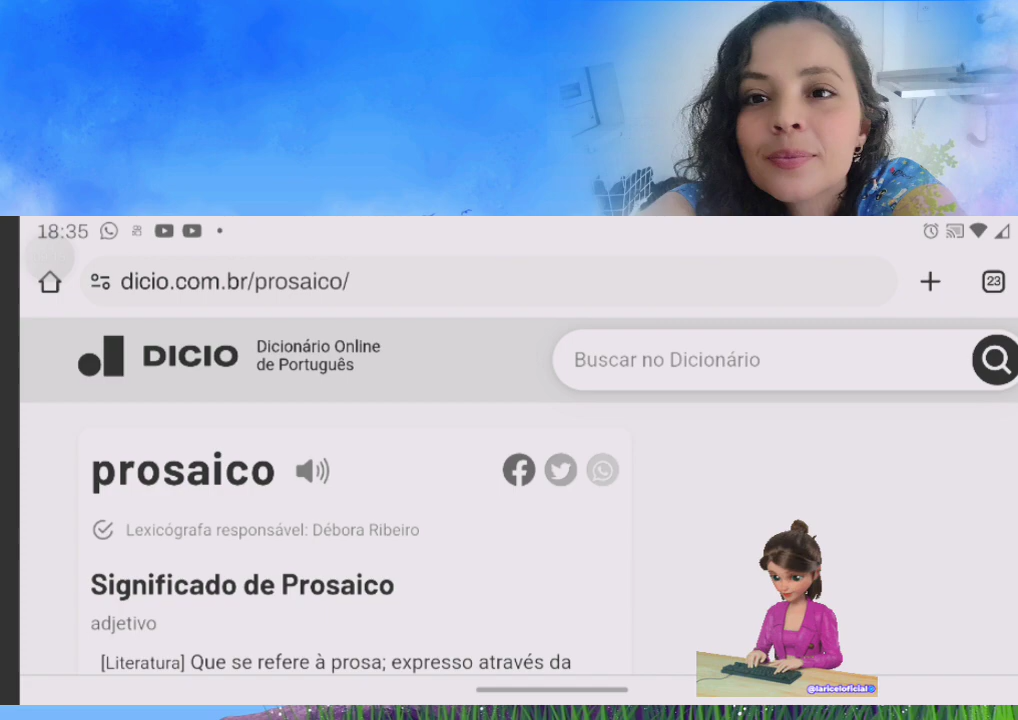 18:35
dicio.com.br/prosaico/
23
DICIO
Dicionário Online
de Português
Buscar no Dicionário
prosaico
Lexicógrafa responsável: Débora Ribeiro
Significado de Prosaico
adjetivo
[Literatura] Que se refere à prosa; expresso através da
@lariceloficial